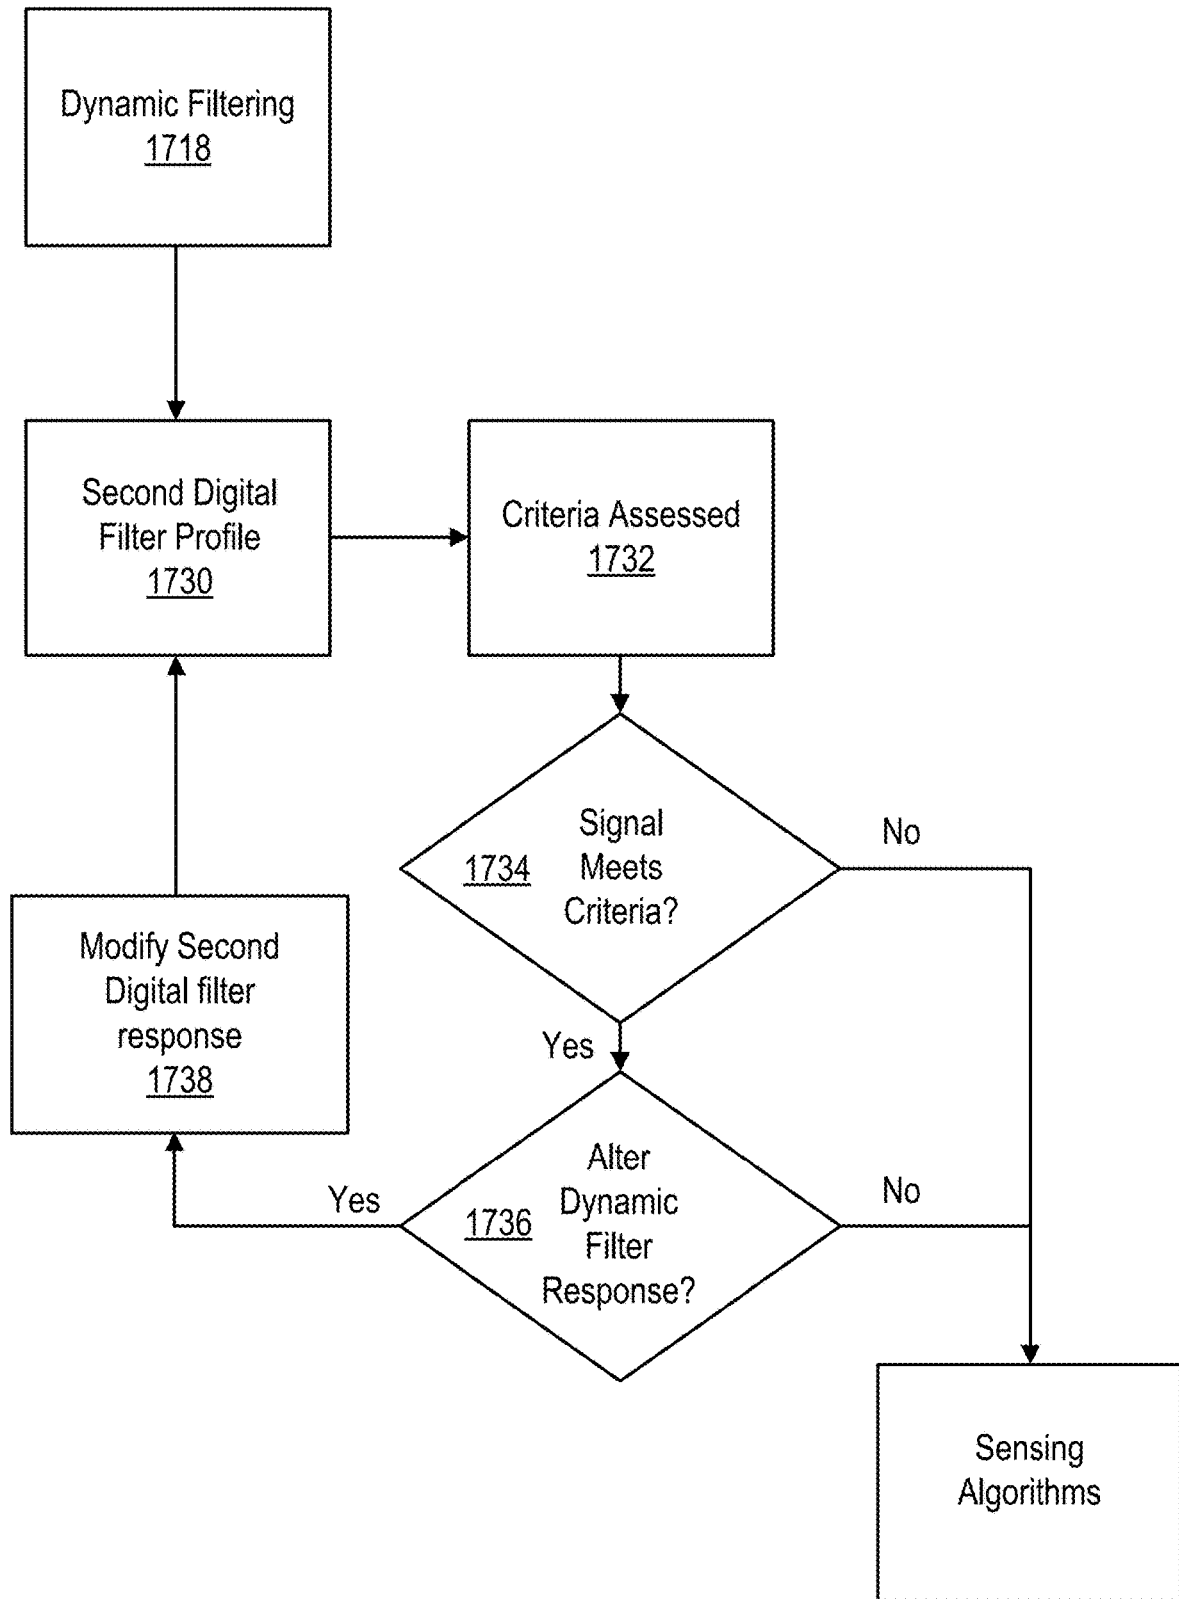 Dynamic Filtering
1718
Second Digital
Filter Profile
1730
Criteria Assessed
1732
1734
Signal
Meets
Criteria?
No
Yes
Modify Second
Digital filter
response
1738
1736
Alter
Dynamic
Filter
Response?
Yes
No
Sensing
Algorithms